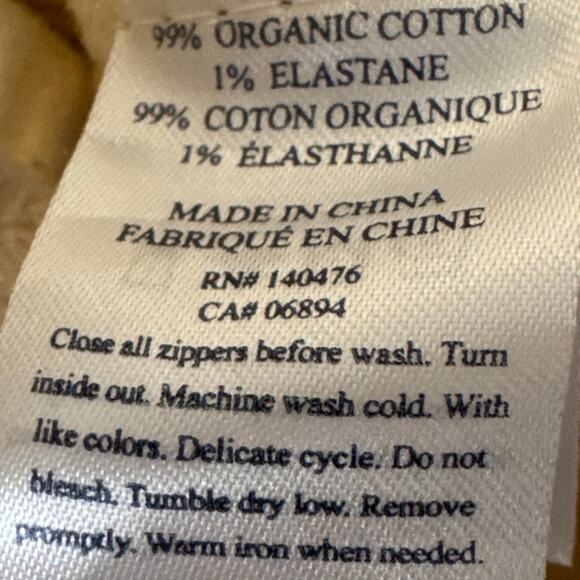 99% ORGANIC COTTON
1% ELASTANE
99% COTON ORGANIQUE
1% ÉLASTHANNE
MADE IN CHINA
FABRIQUÉ EN CHINE
RN# 140476
CA# 06894
Close all zippers before wash. Turn
inside out. Machine wash cold. With
like colors. Delicate cycle. Do not
bleach. Tumble dry low. Remove
promptly. Warm iron when needed.